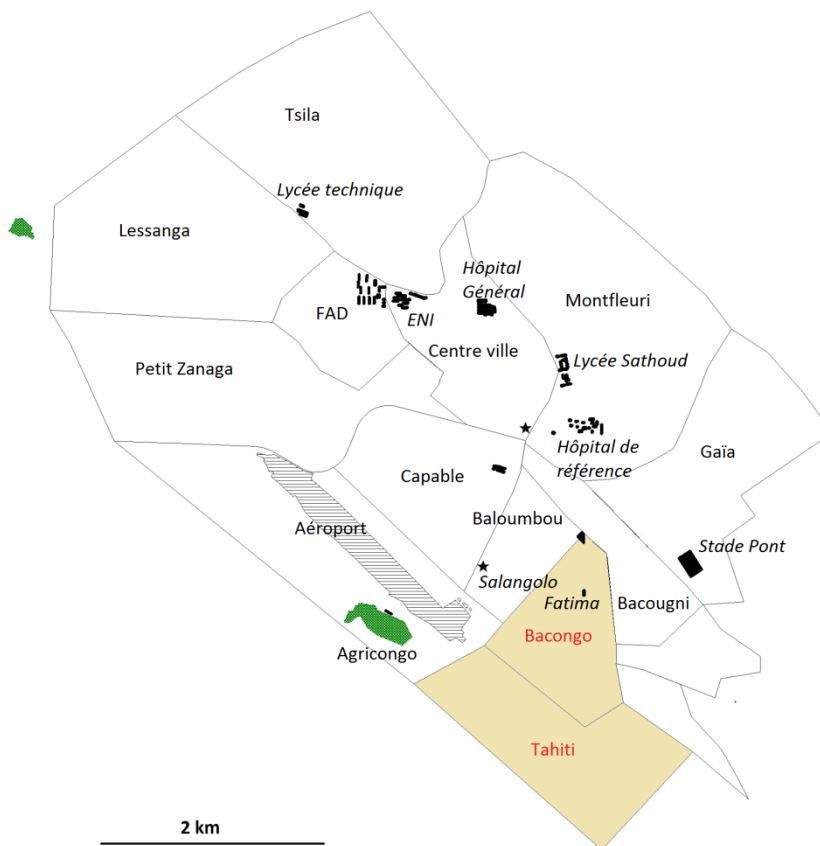 Tsila
Lycée technique
Lessanga
Hôpital
Général
Montfleuri
FAD
ENI
Centre ville
Lycée Sathoud
Petit Zanaga
Hôpital de
référence
Gaïa
Capable
Baloumbou
Aéroport
Stade Pont
Salangolo
Fatima
Bacougni
Bacongo
Agricongo
Tahiti
2 km